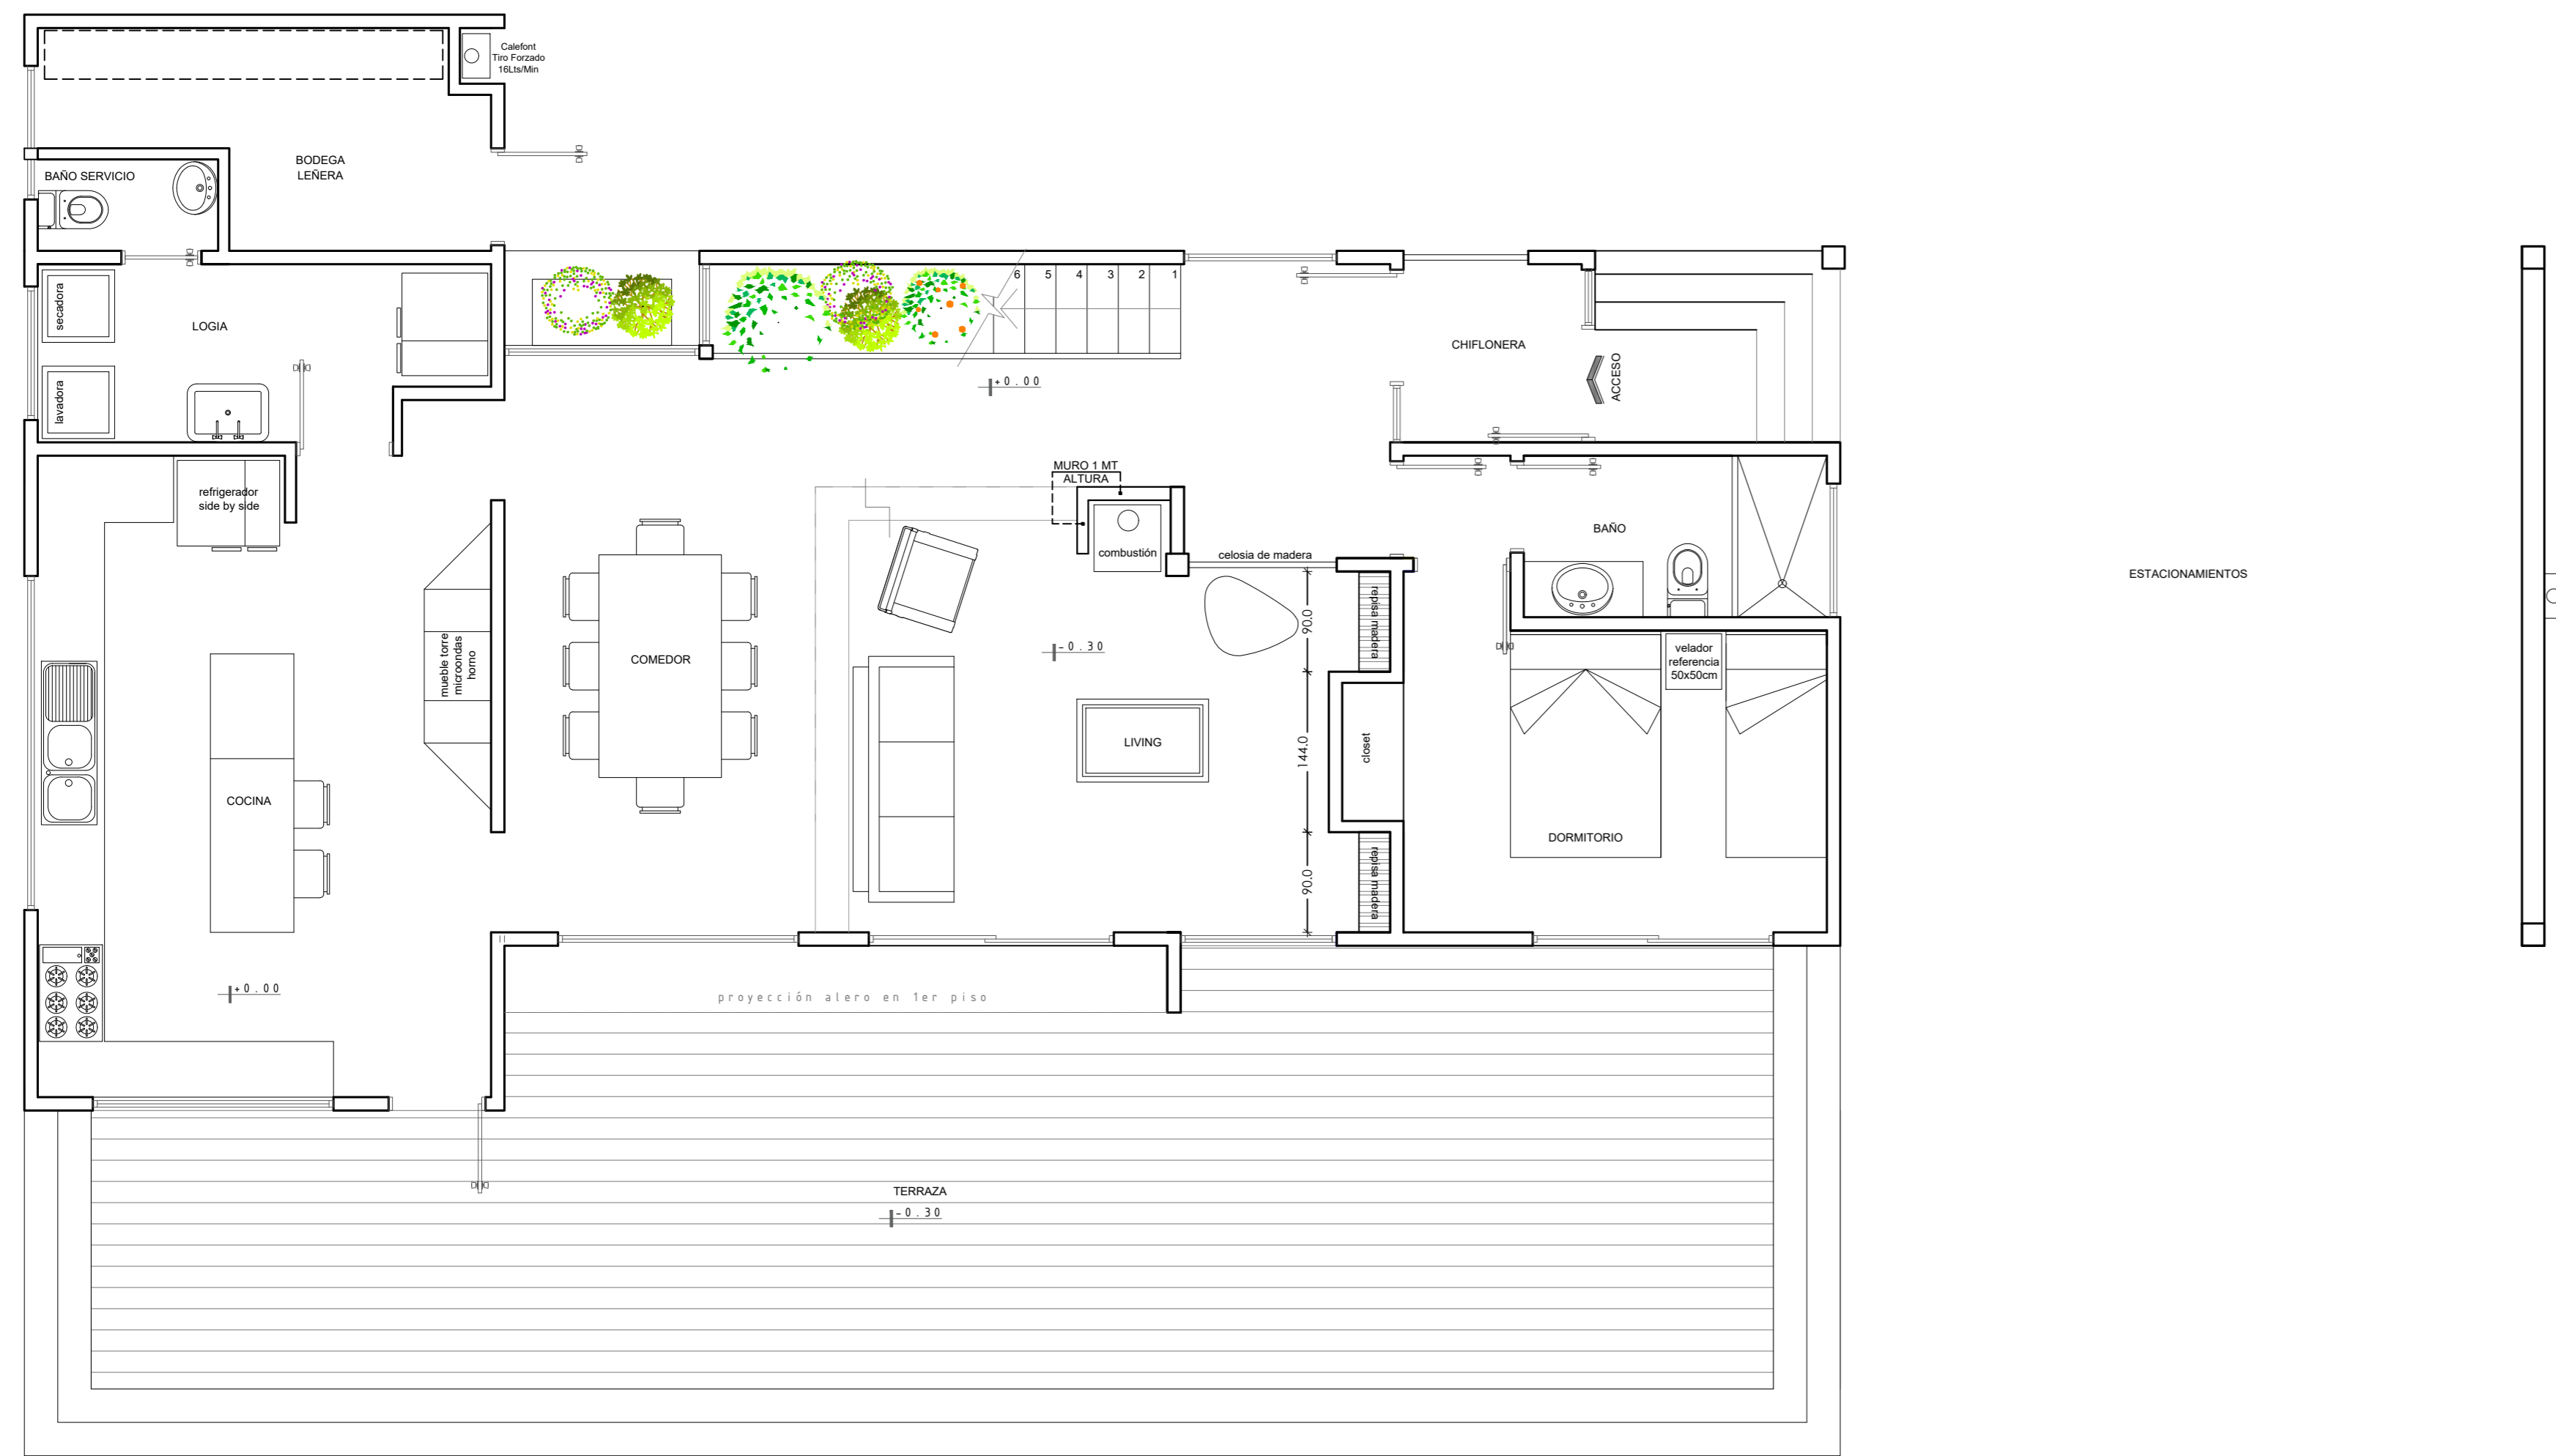 Calefont
Tiro Forzado
16Lts/Min
BODEGA
LEÑERA
BAÑO SERVICIO
secadora
LOGIA
lavadora
6 5 4 3 2 1
+0.00
CHIFLONERA
ACCESO
refrigerador
side by side
MURO 1 MT
ALTURA
combustión
celosia de madera
BAÑO
ESTACIONAMIENTOS
90.0
repisa madera
mueble torre
microondas
horno
COMEDOR
-0.30
velador
referencia
50x50cm
LIVING
144.0
closet
COCINA
DORMITORIO
90.0
repisa madera
+0.00
proyección alero en 1er piso
TERRAZA
-0.30